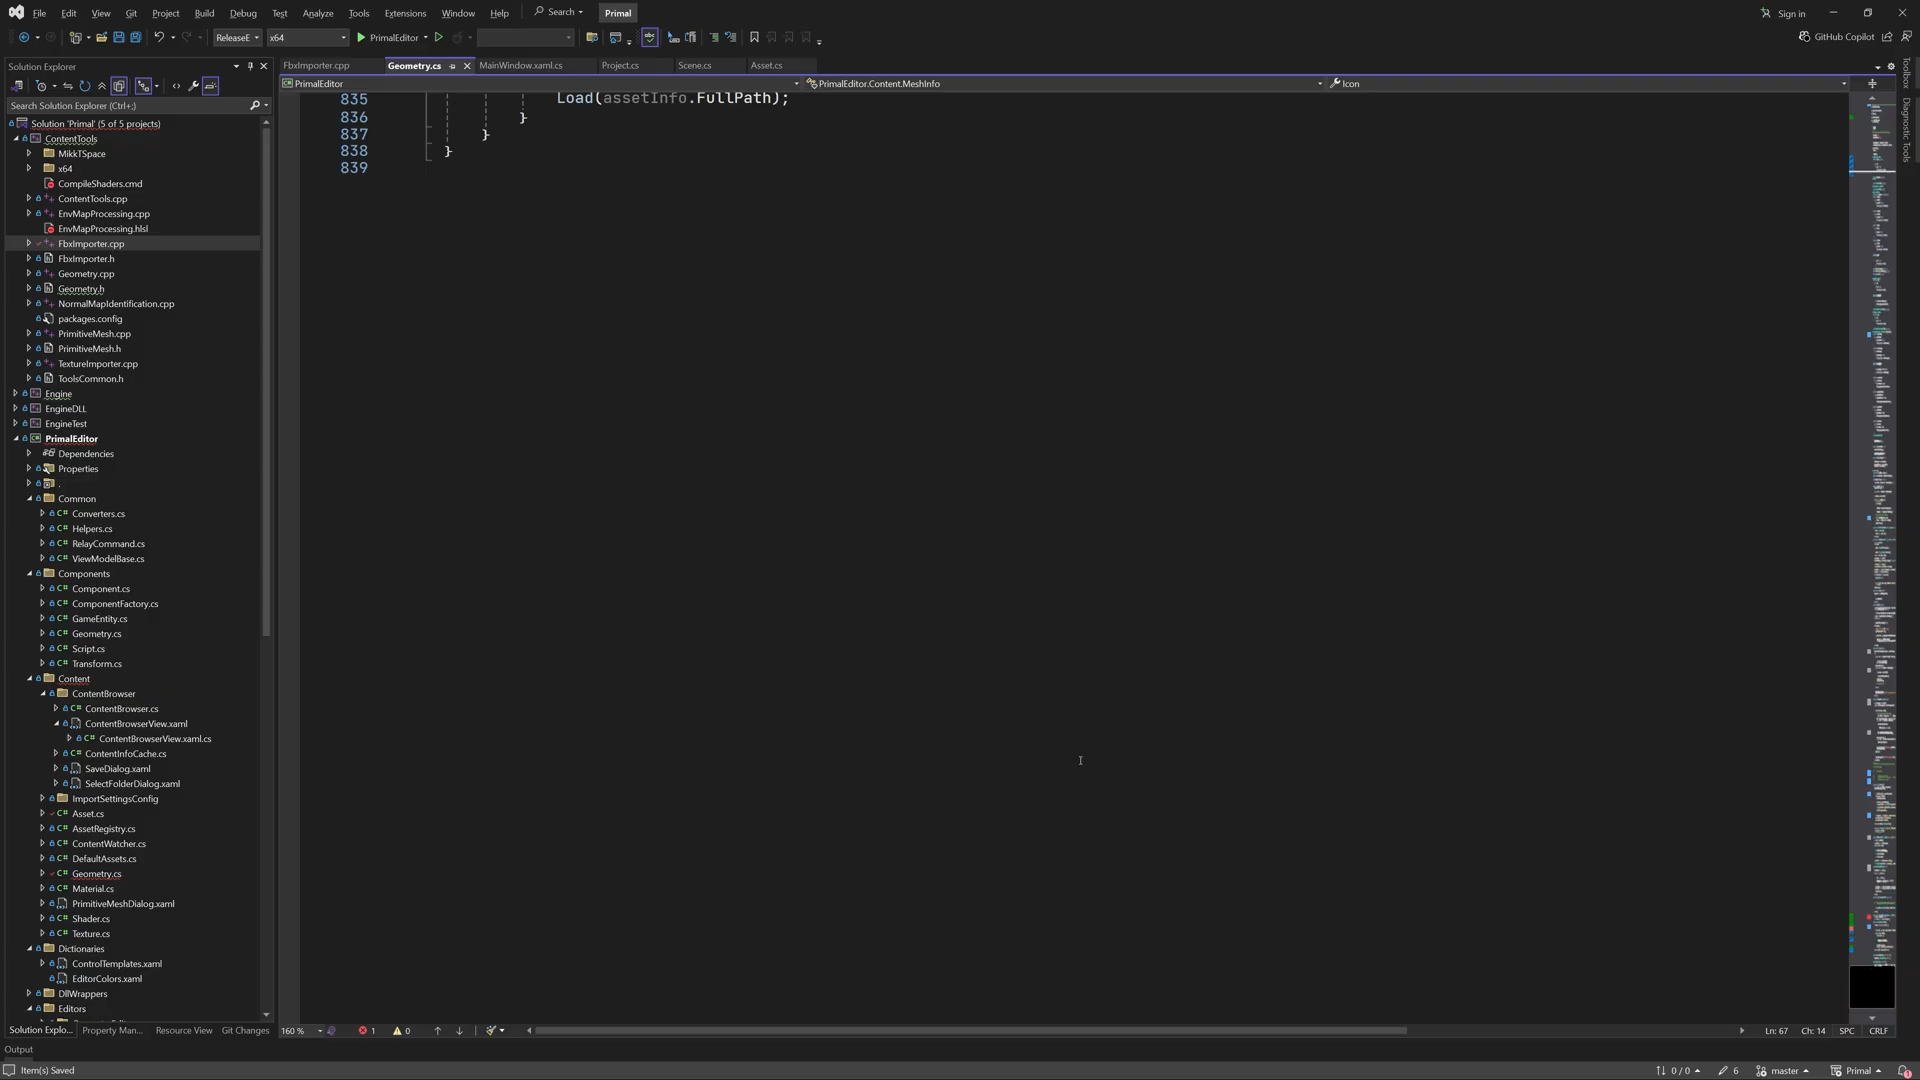 File Edit View Git Project Build Debug Test Analyze Tools Extensions Window Help Search Primal Sign in
ReleaseE x64 PrimalEditor GitHub Copilot
Solution Explorer
FbxImporter.cpp Geometry.cs MainWindow.xaml.cs Project.cs Scene.cs Asset.cs
PrimalEditor PrimalEditor.Content.MeshInfo Icon
Search Solution Explorer (Ctrl+;)
Solution 'Primal' (5 of 5 projects)
ContentTools
MikkTSpace
x64
CompileShaders.cmd
ContentTools.cpp
EnvMapProcessing.cpp
EnvMapProcessing.hlsl
FbxImporter.cpp
FbxImporter.h
Geometry.cpp
Geometry.h
NormalMapIdentification.cpp
packages.config
PrimitiveMesh.cpp
PrimitiveMesh.h
TextureImporter.cpp
ToolsCommon.h
Engine
EngineDLL
EngineTest
PrimalEditor
Dependencies
Properties
.
Common
Converters.cs
Helpers.cs
RelayCommand.cs
ViewModelBase.cs
Components
Component.cs
ComponentFactory.cs
GameEntity.cs
Geometry.cs
Script.cs
Transform.cs
Content
ContentBrowser
ContentBrowser.cs
ContentBrowserView.xaml
ContentBrowserView.xaml.cs
ContentInfoCache.cs
SaveDialog.xaml
SelectFolderDialog.xaml
ImportSettingsConfig
Asset.cs
AssetRegistry.cs
ContentWatcher.cs
DefaultAssets.cs
Geometry.cs
Material.cs
PrimitiveMeshDialog.xaml
Shader.cs
Texture.cs
Dictionaries
ControlTemplates.xaml
EditorColors.xaml
DllWrappers
Editors
Solution Explo... Property Man... Resource View Git Changes
835 Load(assetInfo.FullPath);
836 }
837 }
838 }
839
Toolbox
Diagnostic Tools
160 % 1 0 Ln: 67 Ch: 14 SPC CRLF
Output
Item(s) Saved 0 / 0 6 master Primal